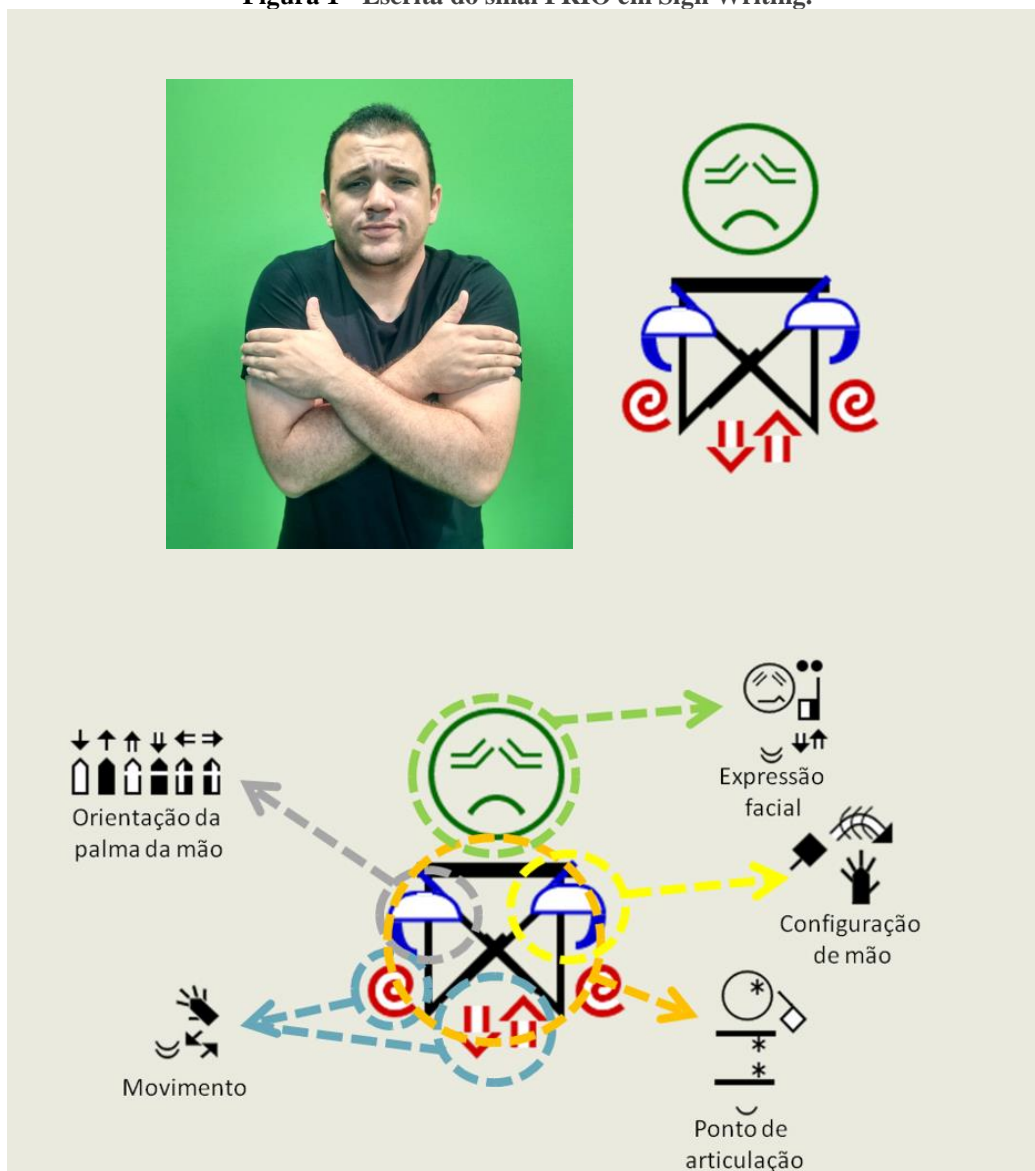 Figura 1 - Escrita do sinal FRIO em Sign Writing.
Expressão
facial
Orientação da
palma da mão
Configuração
de mão
Movimento
Ponto de
articulação